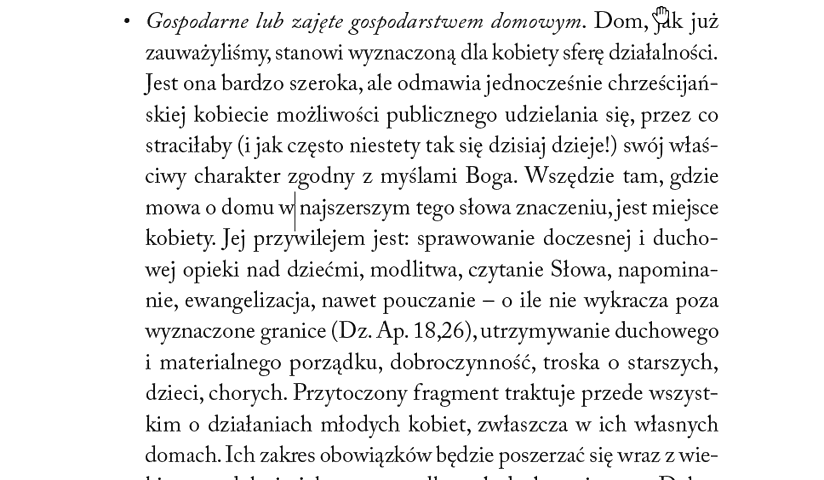 • Gospodarne lub zajęte gospodarstwem domowym. Dom, jak już
zauważyliśmy, stanowi wyznaczoną dla kobiety sferę działalności.
Jest ona bardzo szeroka, ale odmawia jednocześnie chrześcijań-
skiej kobiecie możliwości publicznego udzielania się, przez co
straciłaby (i jak często niestety tak się dzisiaj dzieje!) swój właś-
ciwy charakter zgodny z myślami Boga. Wszędzie tam, gdzie
mowa o domu w najszerszym tego słowa znaczeniu, jest miejsce
kobiety. Jej przywilejem jest: sprawowanie doczesnej i ducho-
wej opieki nad dziećmi, modlitwa, czytanie Słowa, napomina-
nie, ewangelizacja, nawet pouczanie – o ile nie wykracza poza
wyznaczone granice (Dz. Ap. 18,26), utrzymywanie duchowego
i materialnego porządku, dobroczynność, troska o starszych,
dzieci, chorych. Przytoczony fragment traktuje przede wszyst-
kim o działaniach młodych kobiet, zwłaszcza w ich własnych
domach. Ich zakres obowiązków będzie poszerzać się wraz z wie-